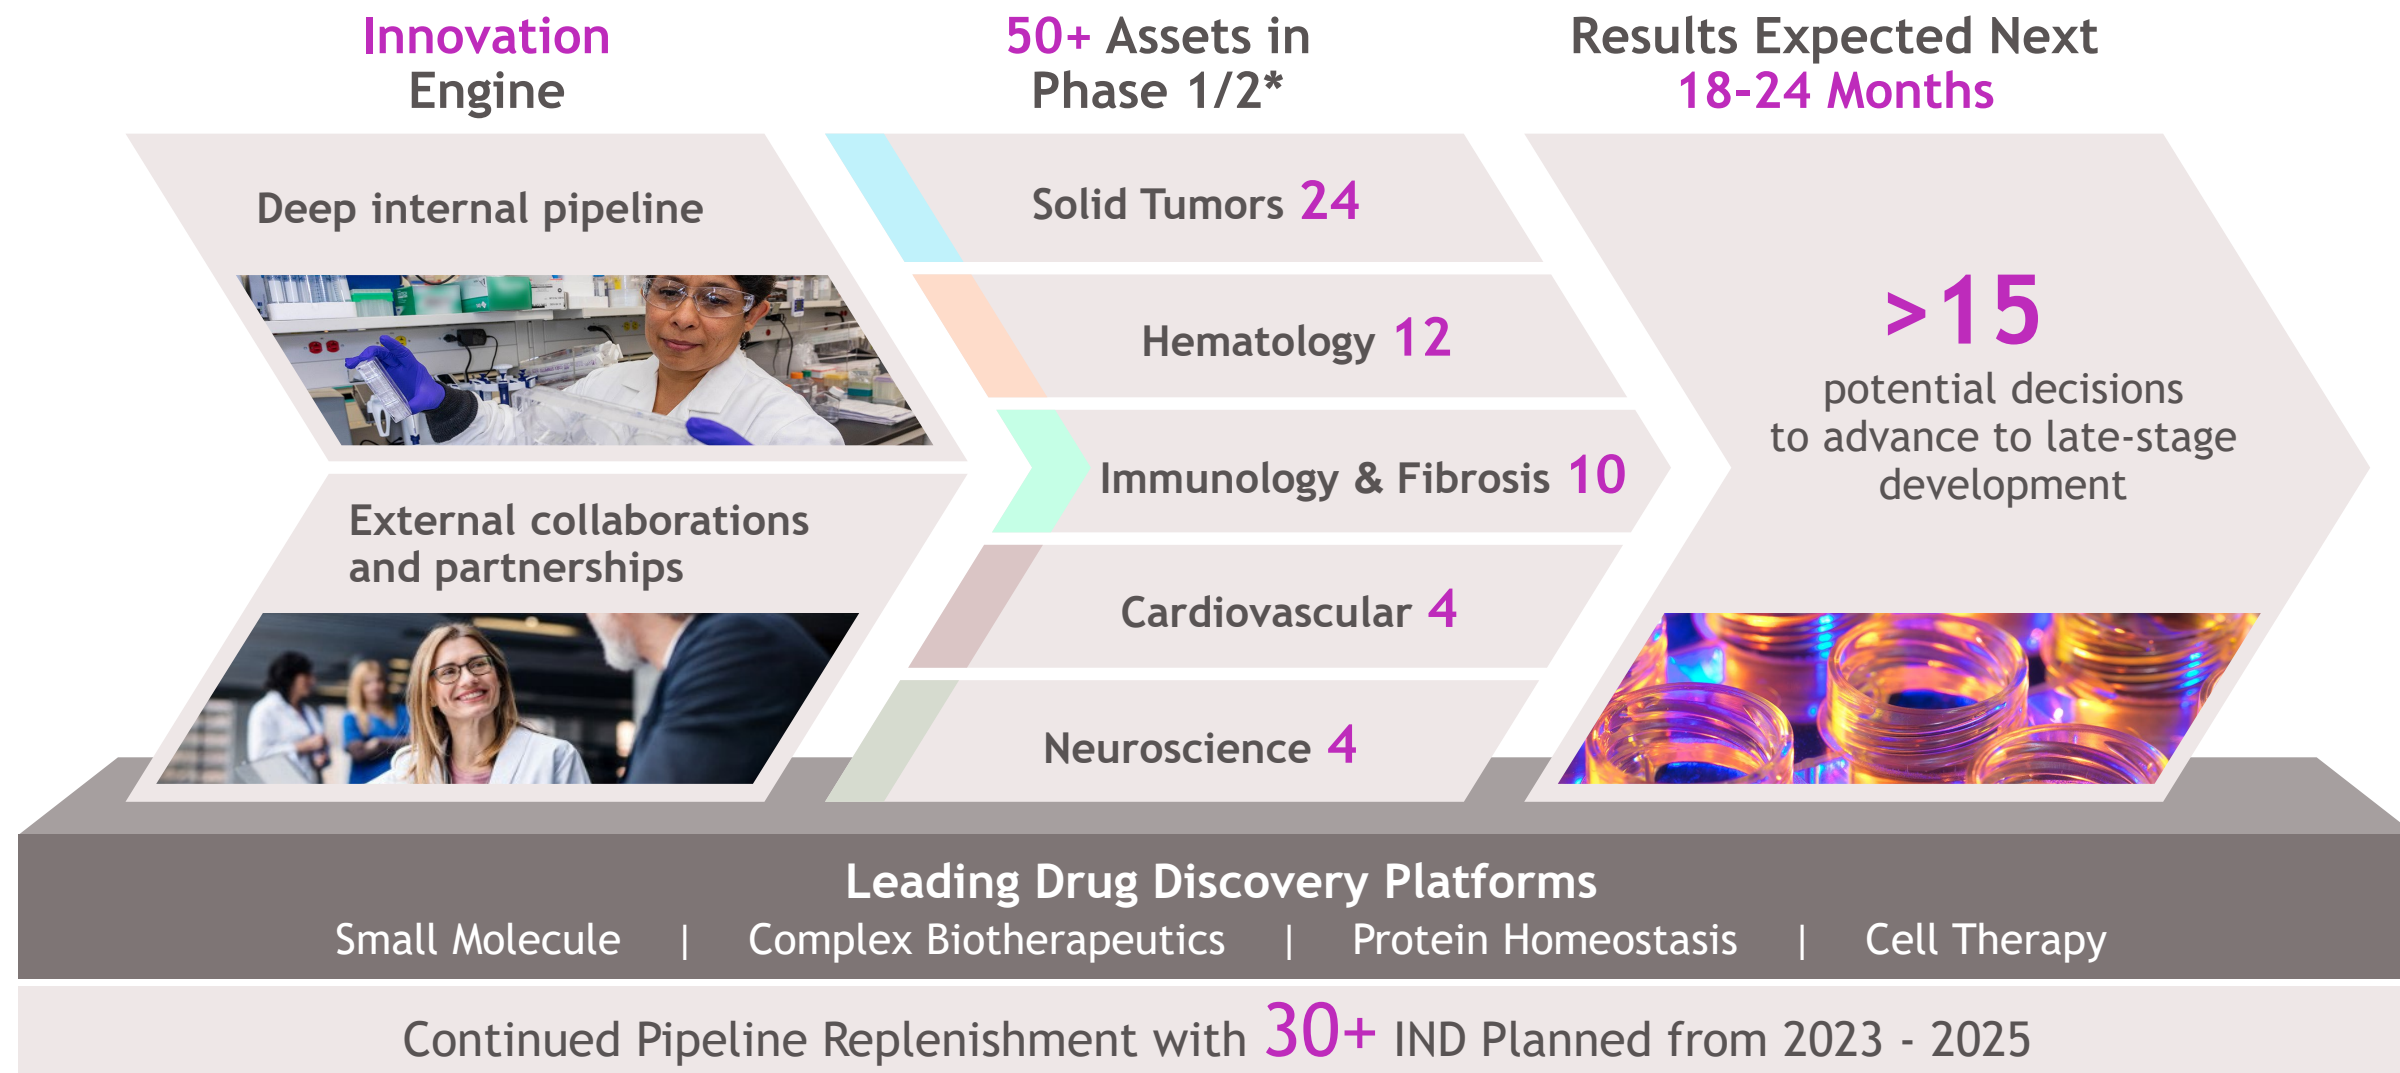 Innovation
Engine
Deep internal pipeline
External collaborations
and partnerships
50+ Assets in
Phase 1/2*
Solid Tumors 24
Hematology 12
Immunology & Fibrosis 10
Cardiovascular 4
Neuroscience 4
Results Expected Next
18-24 Months
>15
potential decisions
to advance to late-stage
development
Leading Drug Discovery Platforms
Small Molecule | Complex Biotherapeutics | Protein Homeostasis | Cell Therapy
Continued Pipeline Replenishment with 30+ IND Planned from 2023 - 2025